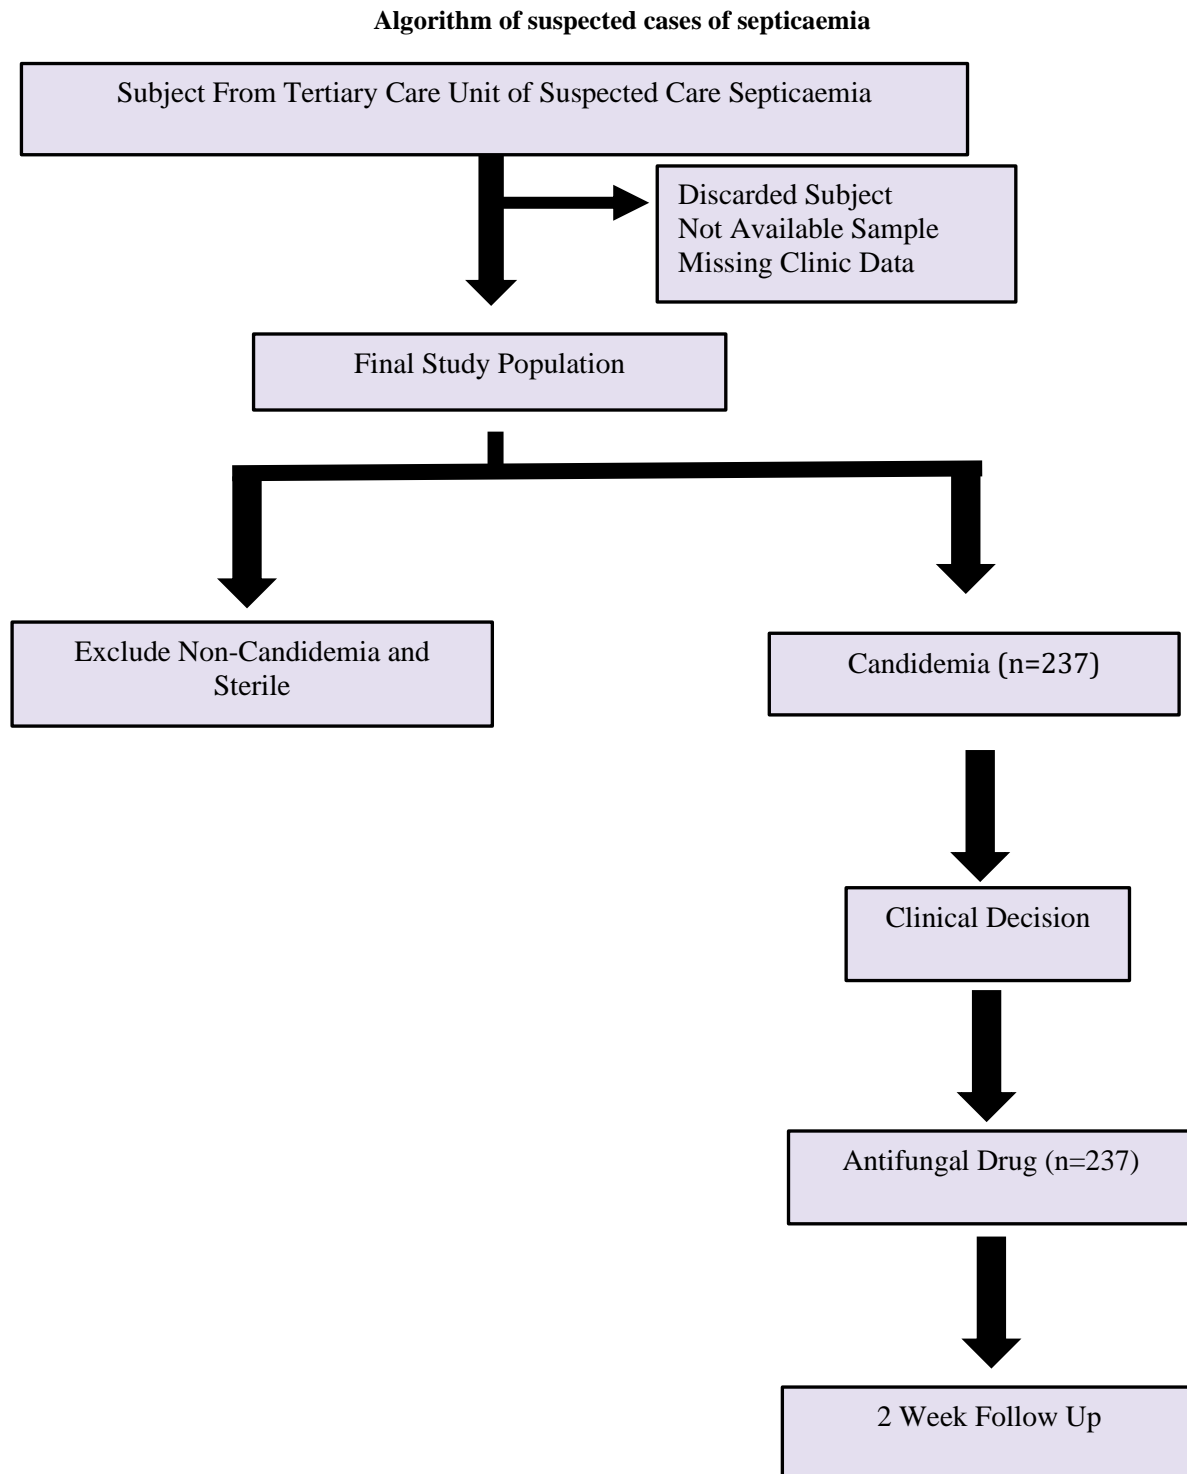 Algorithm of suspected cases of septicaemia
Subject From Tertiary Care Unit of Suspected Care Septicaemia
Discarded Subject
Not Available Sample
Missing Clinic Data
Final Study Population
Exclude Non-Candidemia and
Sterile
Candidemia (n=237)
Clinical Decision
Antifungal Drug (n=237)
2 Week Follow Up